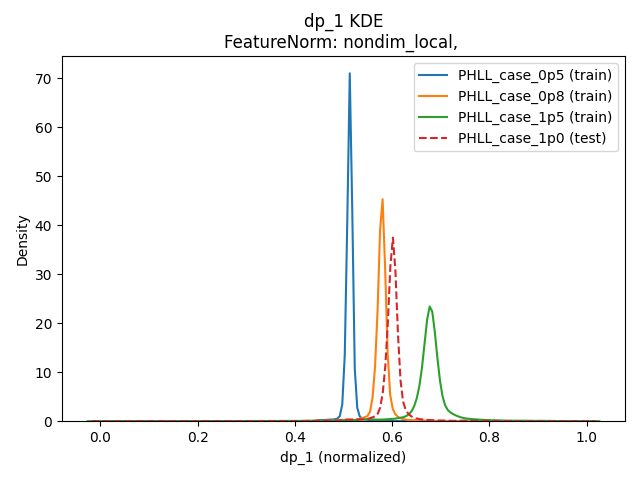 dp_1 KDE
FeatureNorm: nondim_local,
PHLL_case_0p5 (train)
PHLL_case_0p8 (train)
PHLL_case_1p5 (train)
PHLL_case_1p0 (test)
Density
70
60
50
40
30
20
10
0
0.0 0.2 0.4 0.6 0.8 1.0
dp_1 (normalized)